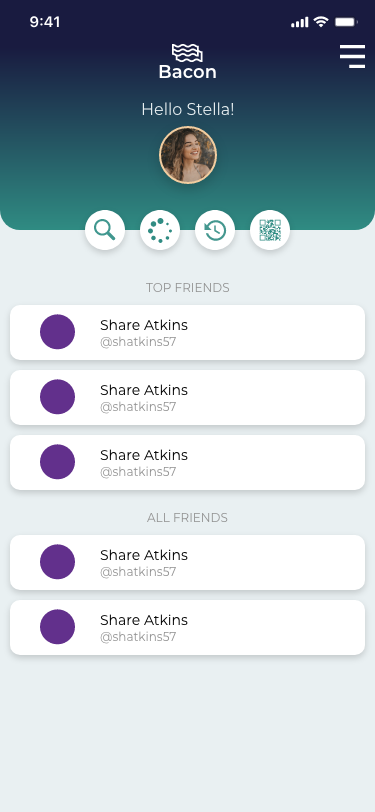 9:41
Bacon
Hello Stella!
TOP FRIENDS
Share Atkins
@shatkins57
Share Atkins
@shatkins57
Share Atkins
@shatkins57
ALL FRIENDS
Share Atkins
@shatkins57
Share Atkins
@shatkins57